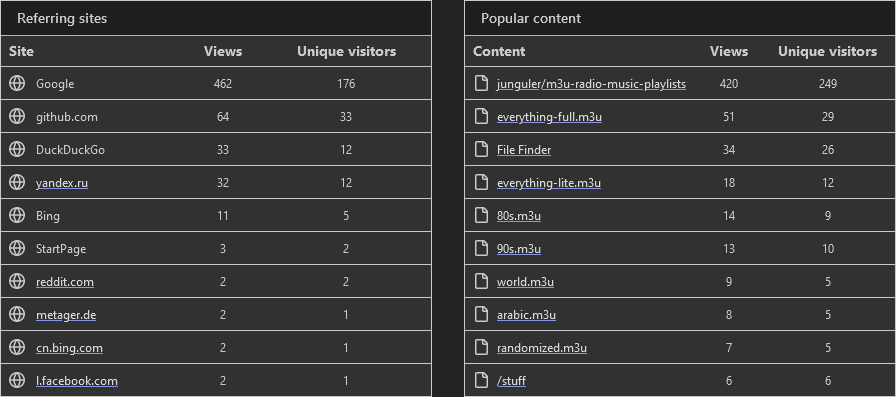 Referring sites
Site Views Unique visitors
Google 462 176
github.com 64 33
DuckDuckGo 33 12
yandex.ru 32 12
Bing 11 5
StartPage 3 2
reddit.com 2 2
metager.de 2 1
cn.bing.com 2 1
l.facebook.com 2 1
Popular content
Content Views Unique visitors
junguler/m3u-radio-music-playlists 420 249
everything-full.m3u 51 29
File Finder 34 26
everything-lite.m3u 18 12
80s.m3u 14 9
90s.m3u 13 10
world.m3u 9 5
arabic.m3u 8 5
randomized.m3u 7 5
/stuff 6 6